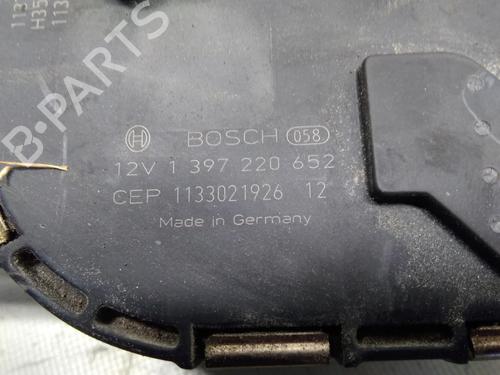 BOSCH 058
12V 1 397 220 652
CEP 1133021926 12
Made in Germany
B-PARTS